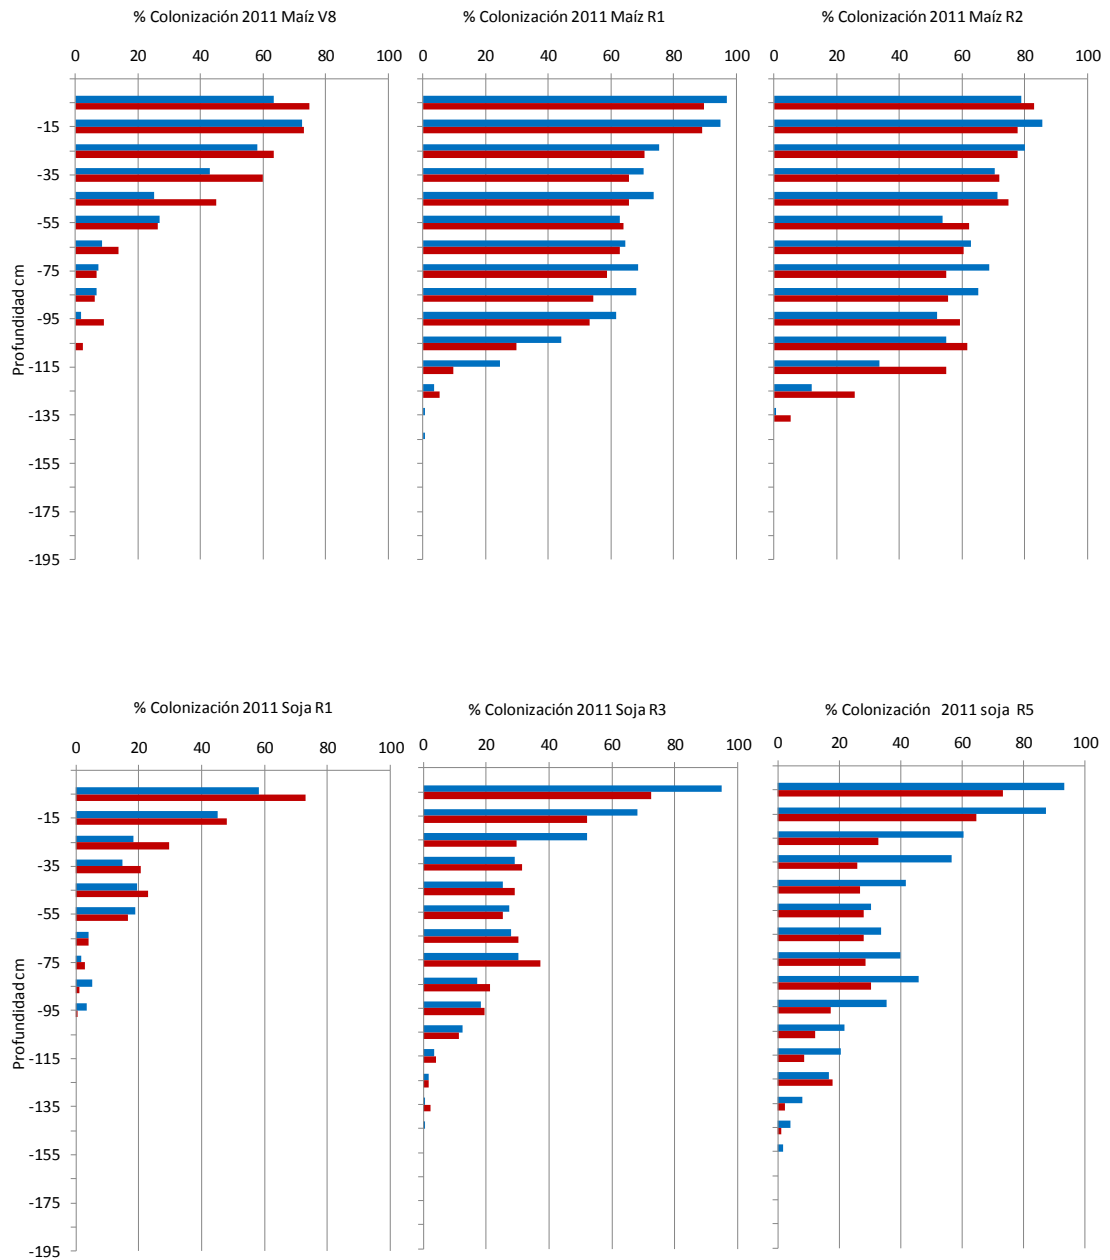 % Colonización 2011 Maíz V8
% Colonización 2011 Maíz R1
% Colonización 2011 Maíz R2
0 20 40 60 80 100
0 20 40 60 80 100
0 20 40 60 80 100
-15
-35
-55
-75
-95
-115
-135
-155
-175
-195
Profundidad cm
% Colonización 2011 Soja R1
% Colonización 2011 Soja R3
% Colonización 2011 soja R5
0 20 40 60 80 100
0 20 40 60 80 100
0 20 40 60 80 100
-15
-35
-55
-75
-95
-115
-135
-155
-175
-195
Profundidad cm